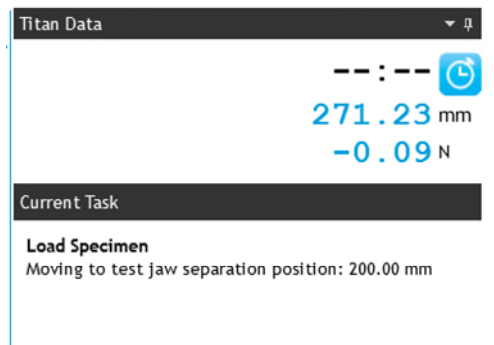 Titan Data
--:--
271.23 mm
-0.09 N
Current Task
Load Specimen
Moving to test jaw separation position: 200.00 mm